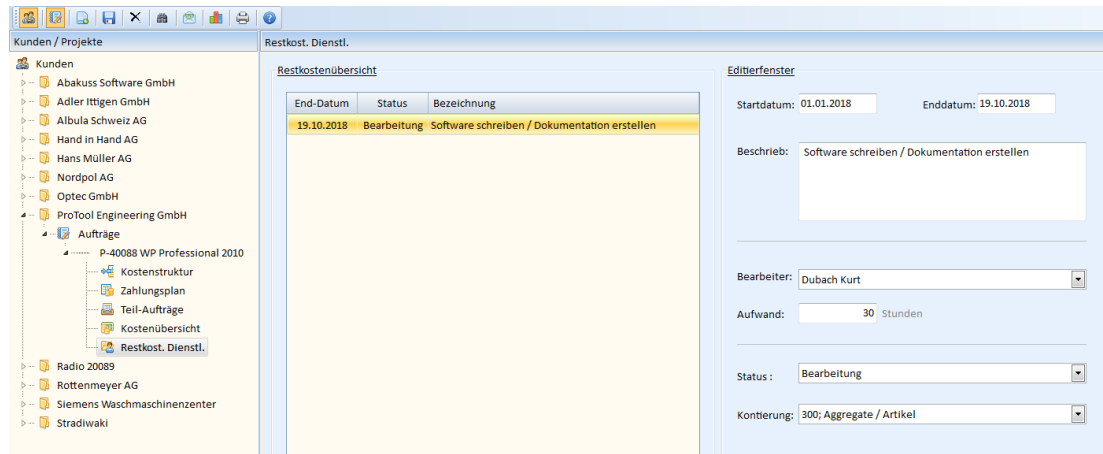 Kunden / Projekte
Kunden
Abakuss Software GmbH
Adler Ittigen GmbH
Albula Schweiz AG
Hand in Hand AG
Hans Müller AG
Nordpol AG
Optec GmbH
ProTool Engineering GmbH
Aufträge
P-40088 WP Professional 2010
Kostenstruktur
Zahlungsplan
Teil-Aufträge
Kostenübersicht
Restkost. Dienstl.
Radio 20089
Rottenmeyer AG
Siemens Waschmaschinenzenter
Stradiwaki
Restkost. Dienstl.
Restkostenübersicht
End-Datum Status Bezeichnung
19.10.2018 Bearbeitung Software schreiben / Dokumentation erstellen
Editierfenster
Startdatum: 01.01.2018 Enddatum: 19.10.2018
Beschrieb: Software schreiben / Dokumentation erstellen
Bearbeiter: Dubach Kurt
Aufwand: 30 Stunden
Status : Bearbeitung
Kontierung: 300; Aggregate / Artikel